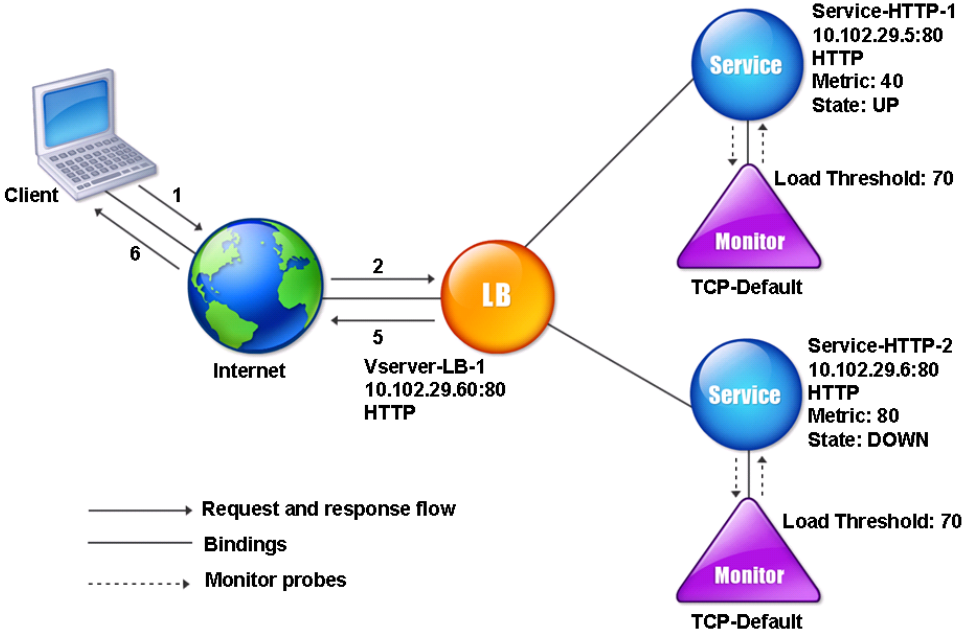 Service-HTTP-1
10.102.29.5:80
HTTP
Metric: 40
State: UP
Service
Load Threshold: 70
Monitor
TCP-Default
Client
1
6
2
5
LB
Internet
Vserver-LB-1
10.102.29.60:80
HTTP
Service-HTTP-2
10.102.29.6:80
HTTP
Metric: 80
State: DOWN
Service
Load Threshold: 70
Monitor
TCP-Default
Request and response flow
Bindings
Monitor probes